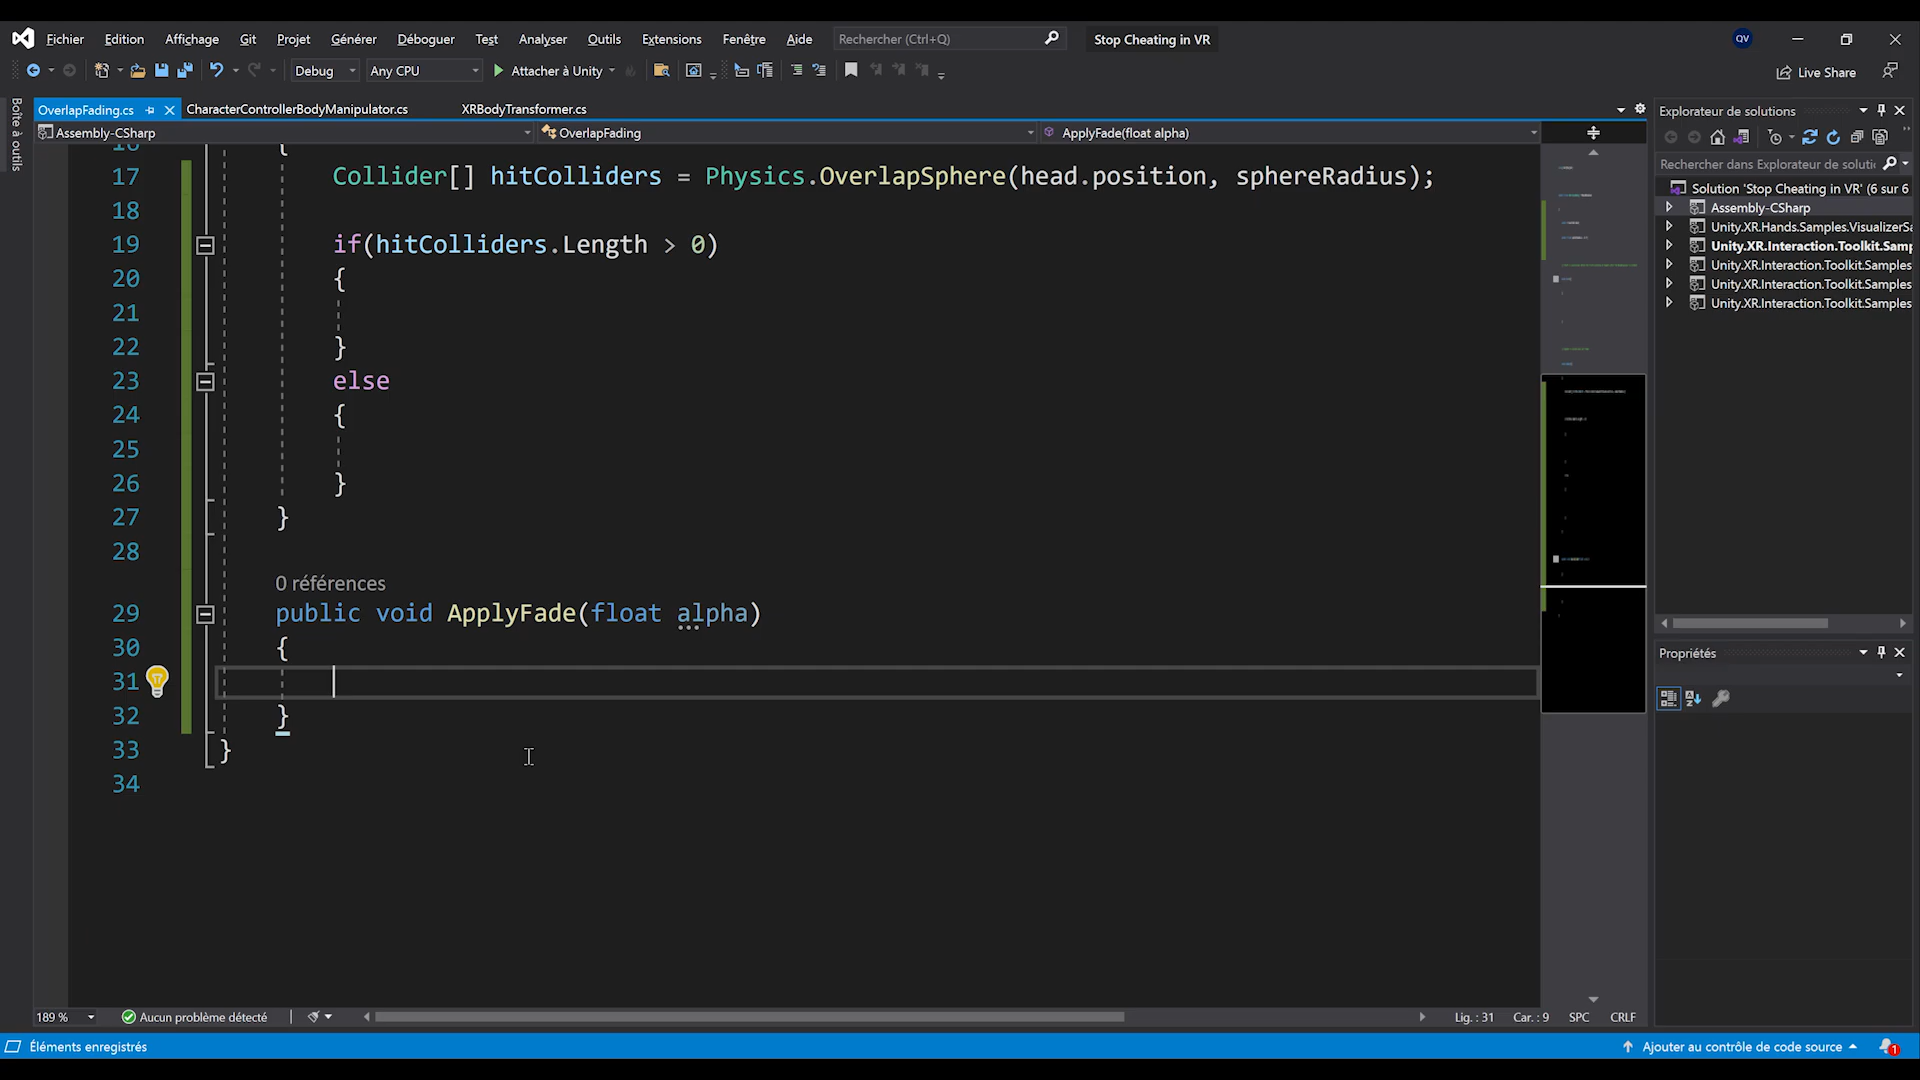 Fichier Edition Affichage Git Projet Générer Déboguer Test Analyser Outils Extensions Fenêtre Aide Rechercher (Ctrl+Q) Stop Cheating in VR QV
Debug Any CPU Attacher à Unity Live Share
Boîte à outils
OverlapFading.cs CharacterControllerBodyManipulator.cs XRBodyTransformer.cs
Assembly-CSharp OverlapFading ApplyFade(float alpha)
16 {
17 Collider[] hitColliders = Physics.OverlapSphere(head.position, sphereRadius);
18
19 if(hitColliders.Length > 0)
20 {
21
22 }
23 else
24 {
25
26 }
27 }
28
0 références
29 public void ApplyFade(float alpha)
30 {
31
32 }
33 }
34
Explorateur de solutions
Rechercher dans Explorateur de soluti
Solution 'Stop Cheating in VR' (6 sur 6
Assembly-CSharp
Unity.XR.Hands.Samples.VisualizerSa
Unity.XR.Interaction.Toolkit.Samp
Unity.XR.Interaction.Toolkit.Samples
Unity.XR.Interaction.Toolkit.Samples
Unity.XR.Interaction.Toolkit.Samples
Propriétés
189 % Aucun problème détecté Lig. : 31 Car. : 9 SPC CRLF
Éléments enregistrés Ajouter au contrôle de code source 1